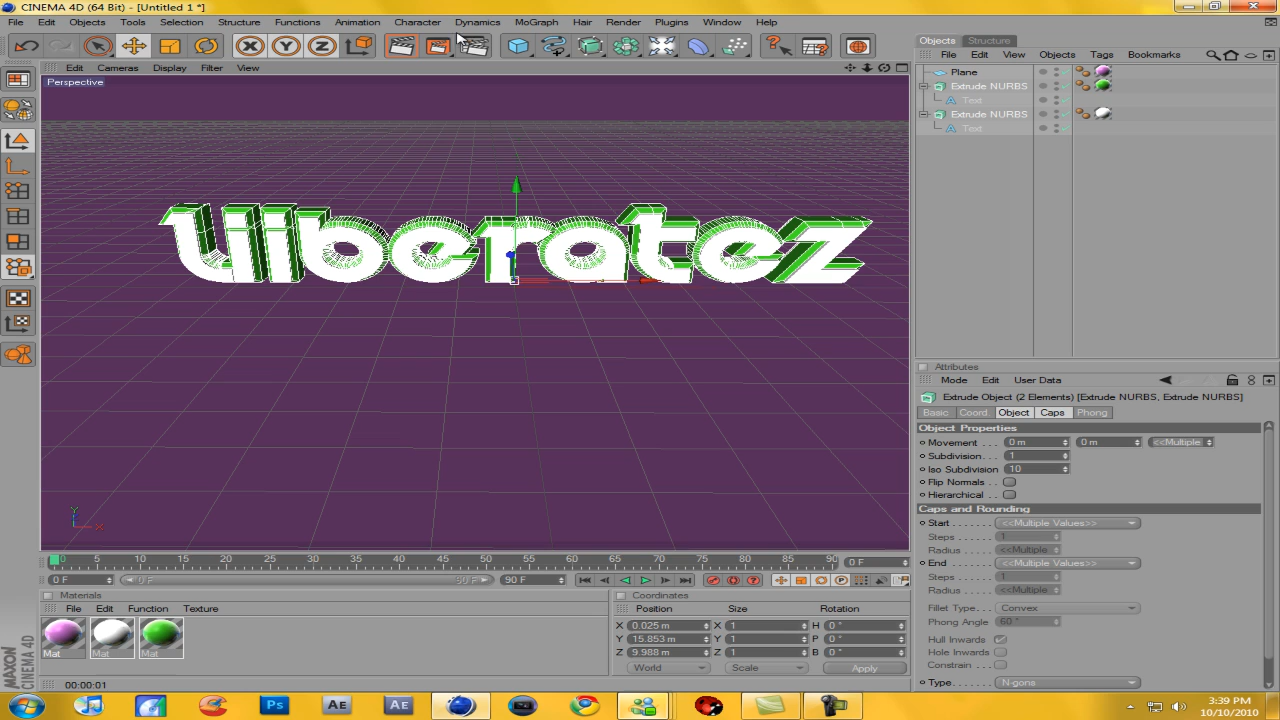 CINEMA 4D (64 Bit) - [Untitled 1 *]
File Edit Objects Tools Selection Structure Functions Animation Character Dynamics MoGraph Hair Render Plugins Window Help
X Y Z
Objects Structure
File Edit View Objects Tags Bookmarks
Edit Cameras Display Filter View
Perspective
Plane
Extrude NURBS
Text
Extrude NURBS
Text
Uberatez
Y
X
Attributes
Mode Edit User Data
Extrude Object (2 Elements) [Extrude NURBS, Extrude NURBS]
Basic Coord. Object Caps Phong
Object Properties
Movement . . . 0 m 0 m <<Multiple
Subdivision. . . 1
Iso Subdivision 10
Flip Normals . .
Hierarchical . .
Caps and Rounding
Start . . . . . . <<Multiple Values>>
Steps 1
Radius <<Multiple
End . . . . . . . <<Multiple Values>>
Steps 1
Radius <<Multiple
Fillet Type. . . . Convex
Phong Angle 60 °
Hull Inwards
Hole Inwards
Constrain . .
Type. . . . . . . N-gons
0 5 10 15 20 25 30 35 40 45 50 55 60 65 70 75 80 85 90 0 F
0 F 0 F 90 F 90 F
Materials
File Edit Function Texture
Mat Mat Mat
Coordinates
Position Size Rotation
X 0.025 m X 1 H 0 °
Y 15.853 m Y 1 P 0 °
Z 9.988 m Z 1 B 0 °
World Scale Apply
MAXON
CINEMA 4D
00:00:01
Ps AE AE
3:39 PM
10/10/2010